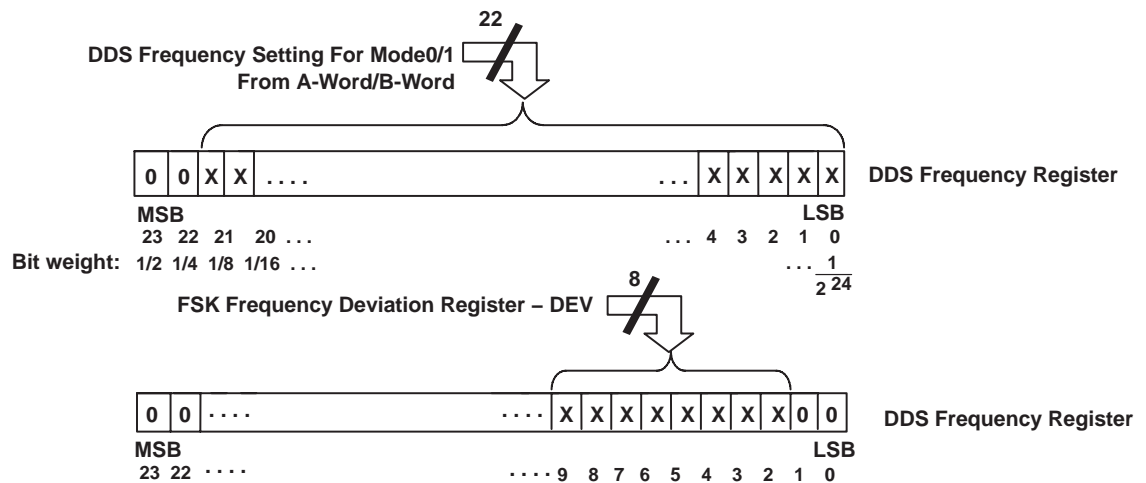 22
DDS Frequency Setting For Mode0/1
From A-Word/B-Word
0 0 X X .... ... X X X X X DDS Frequency Register
MSB LSB
23 22 21 20 ... ... 4 3 2 1 0
Bit weight: 1/2 1/4 1/8 1/16 ... ... 1
2 24
8
FSK Frequency Deviation Register – DEV
0 0 .... .... X X X X X X X X 0 0 DDS Frequency Register
MSB LSB
23 22 .... .... 9 8 7 6 5 4 3 2 1 0